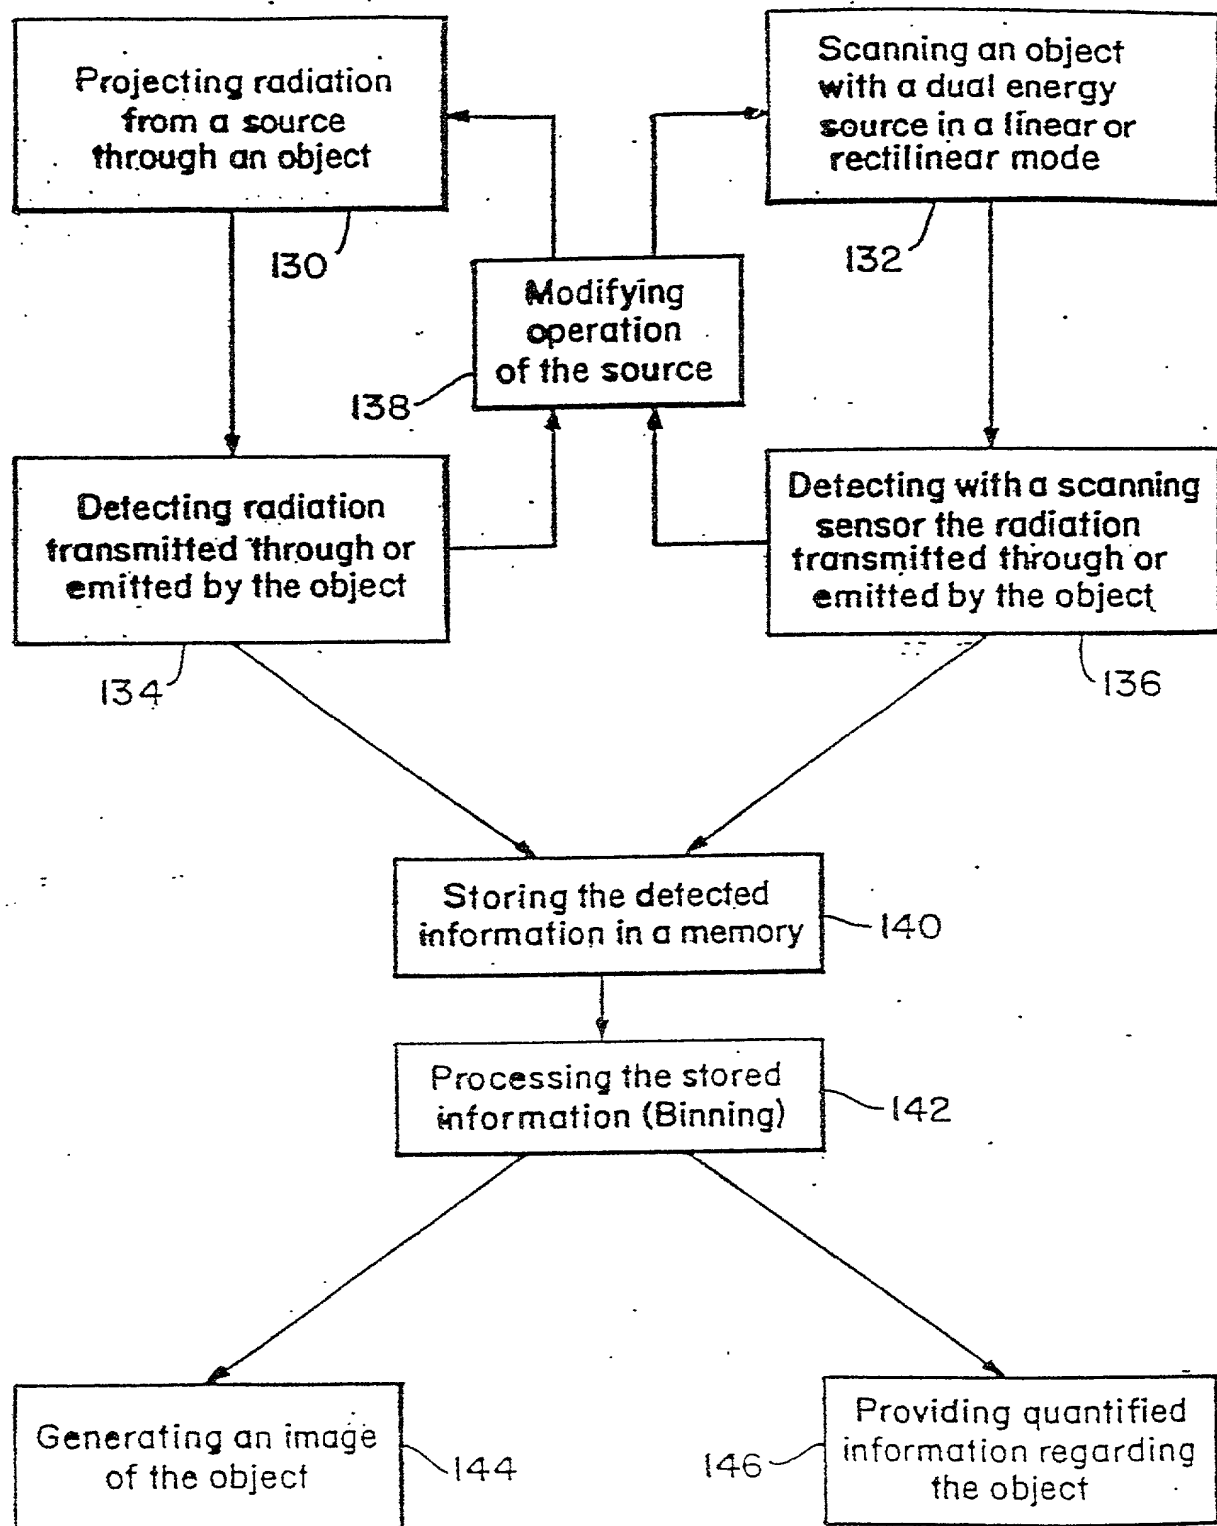 Projecting radiation
from a source
through an object
130
Scanning an object
with a dual energy
source in a linear or
rectilinear mode
132
Modifying
operation
of the source
138
Detecting radiation
transmitted through or
emitted by the object
134
Detecting with a scanning
sensor the radiation
transmitted through or
emitted by the object
136
Storing the detected
information in a memory
140
Processing the stored
information (Binning)
142
Generating an image
of the object
144
Providing quantified
information regarding
the object
146